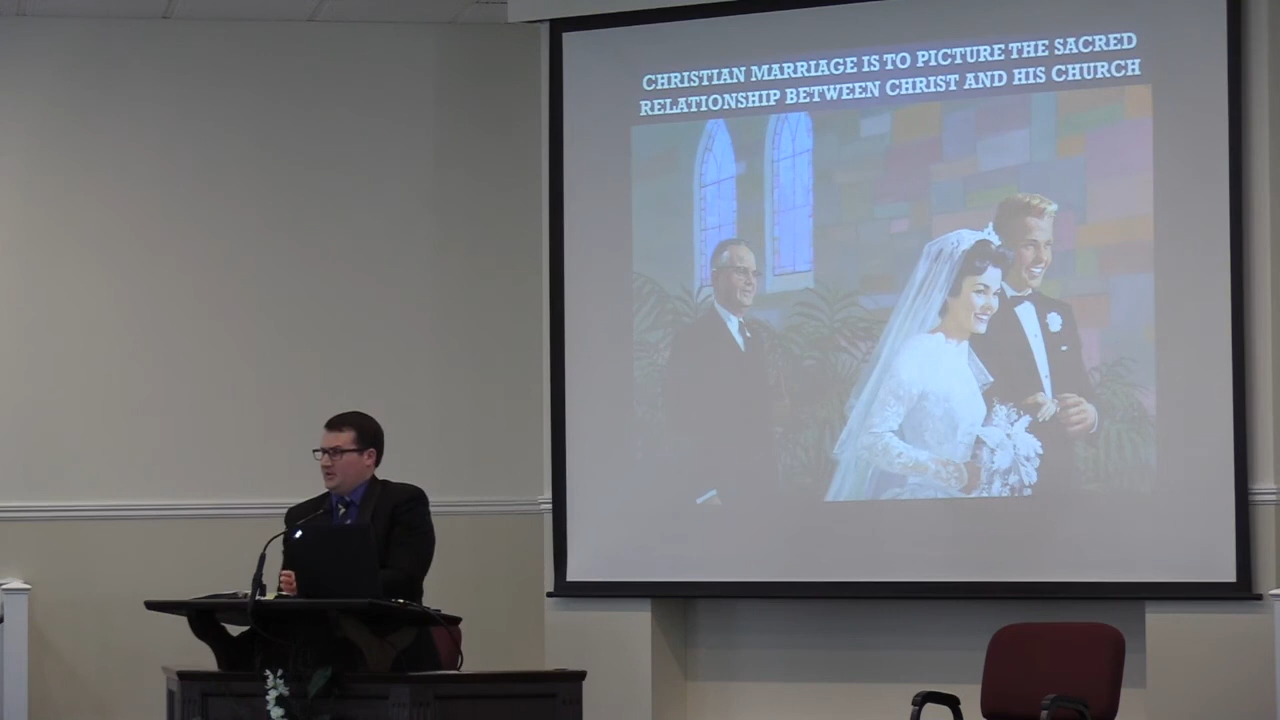 CHRISTIAN MARRIAGE IS TO PICTURE THE SACRED
RELATIONSHIP BETWEEN CHRIST AND HIS CHURCH